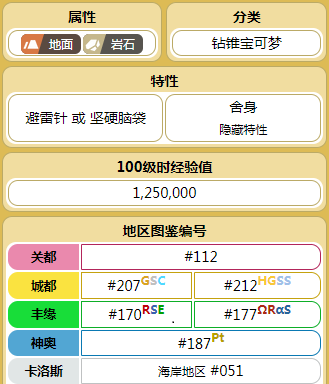 属性 分类
地面 岩石 钻锥宝可梦
特性
避雷针 或 坚硬脑袋 舍身
隐藏特性
100级时经验值
1,250,000
地区图鉴编号
关都 #112
城都 #207GSC #212HGSS
丰缘 #170RSE . #177ΩRαS
神奥 #187Pt
卡洛斯 海岸地区 #051